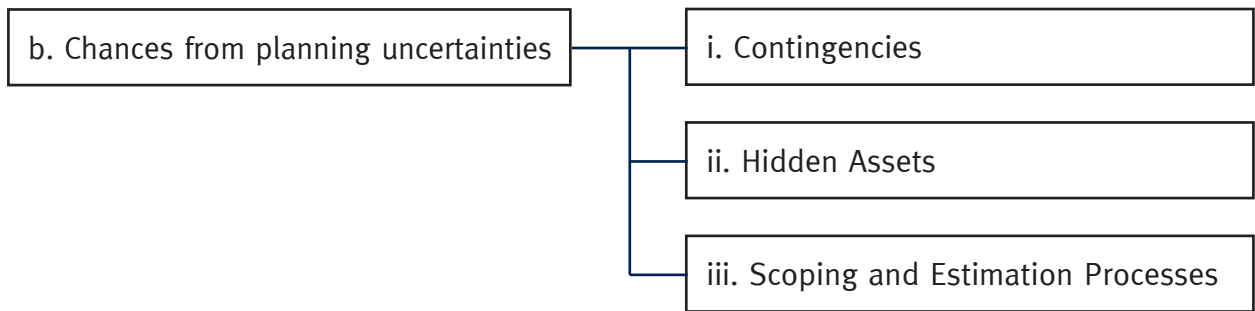 b. Chances from planning uncertainties
i. Contingencies
ii. Hidden Assets
iii. Scoping and Estimation Processes